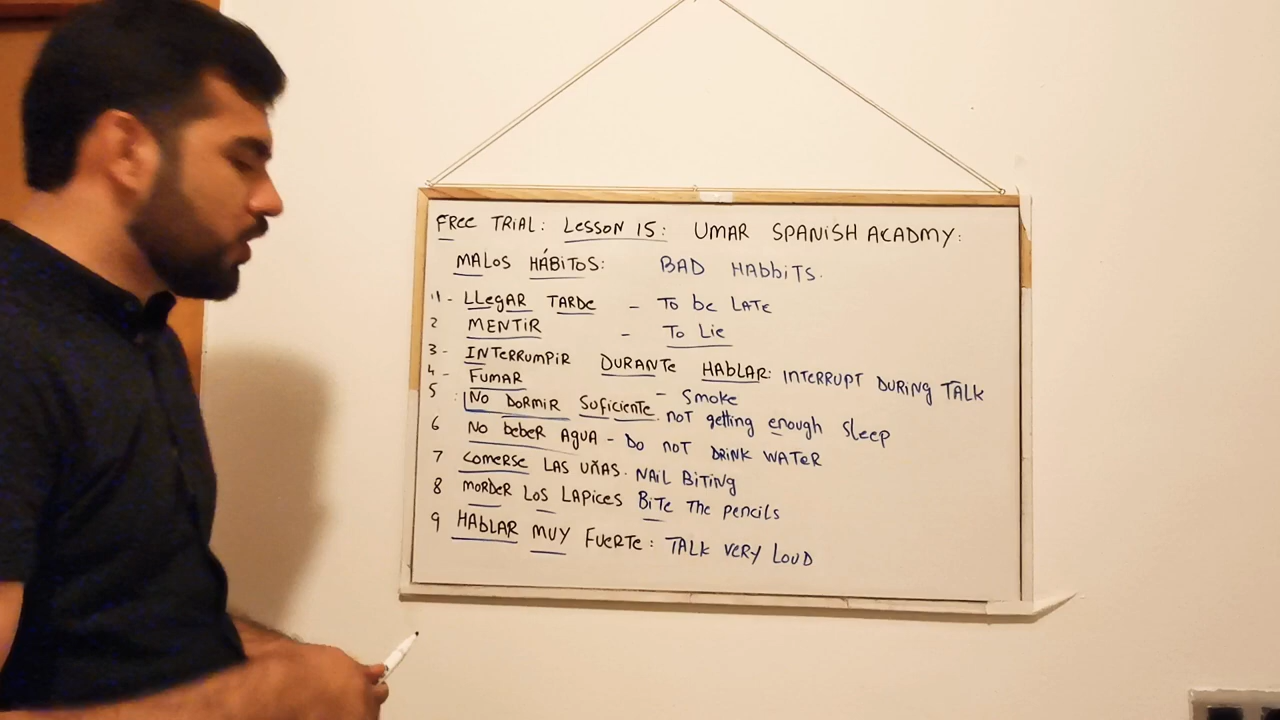 FREE TRIAL: LESSON 15: UMAR SPANISH ACADMY:
MALOS HÁBITOS: BAD HABBITS.
1- LLEGAR TARDE - TO be LATE
2 MENTIR - To Lie
3- INTERRUMPIR DURANTE HABLAR: INTERRUPT DURING TALK
4- FUMAR - SMOKE
5 NO DORMIR SUFICIENTE. NOT getting enough sleep
6 NO beber AGUA - DO NOT DRINK WATER
7 COMERSE LAS UÑAS. NAIL BITING
8 MORDER LOS LAPICES BITE The pencils
9 HABLAR MUY FUERTE: TALK VERY LOUD